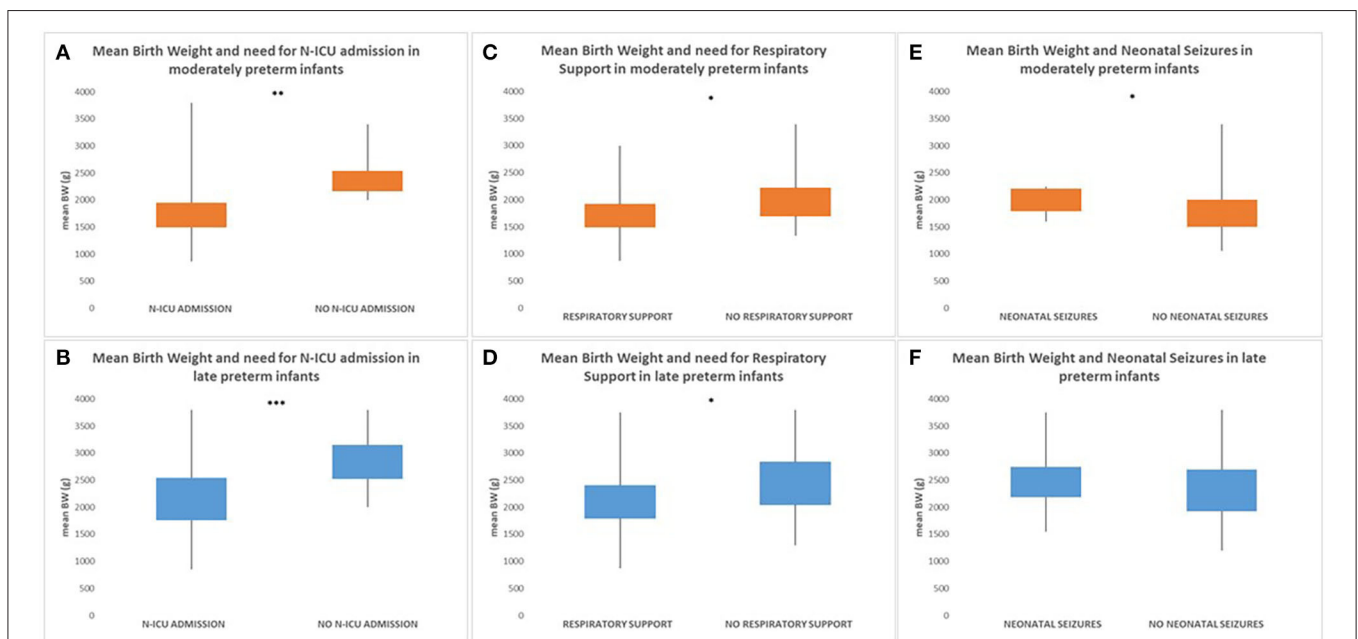 A
Mean Birth Weight and need for N-ICU admission in
moderately preterm infants
**
4000
3500
3000
2500
2000
1500
1000
500
0
mean BW (g)
N-ICU ADMISSION
NO N-ICU ADMISSION
C
Mean Birth Weight and need for Respiratory
Support in moderately preterm infants
*
4000
3500
3000
2500
2000
1500
1000
500
0
mean BW (g)
RESPIRATORY SUPPORT
NO RESPIRATORY SUPPORT
E
Mean Birth Weight and Neonatal Seizures in
moderately preterm infants
*
4000
3500
3000
2500
2000
1500
1000
500
0
mean BW (g)
NEONATAL SEIZURES
NO NEONATAL SEIZURES
B
Mean Birth Weight and need for N-ICU admission in
late preterm infants
***
4000
3500
3000
2500
2000
1500
1000
500
0
mean BW (g)
N-ICU ADMISSION
NO N-ICU ADMISSION
D
Mean Birth Weight and need for Respiratory
Support in late preterm infants
*
4000
3500
3000
2500
2000
1500
1000
500
0
mean BW (g)
RESPIRATORY SUPPORT
NO RESPIRATORY SUPPORT
F
Mean Birth Weight and Neonatal Seizures in late
preterm infants
4000
3500
3000
2500
2000
1500
1000
500
0
mean BW (g)
NEONATAL SEIZURES
NO NEONATAL SEIZURES